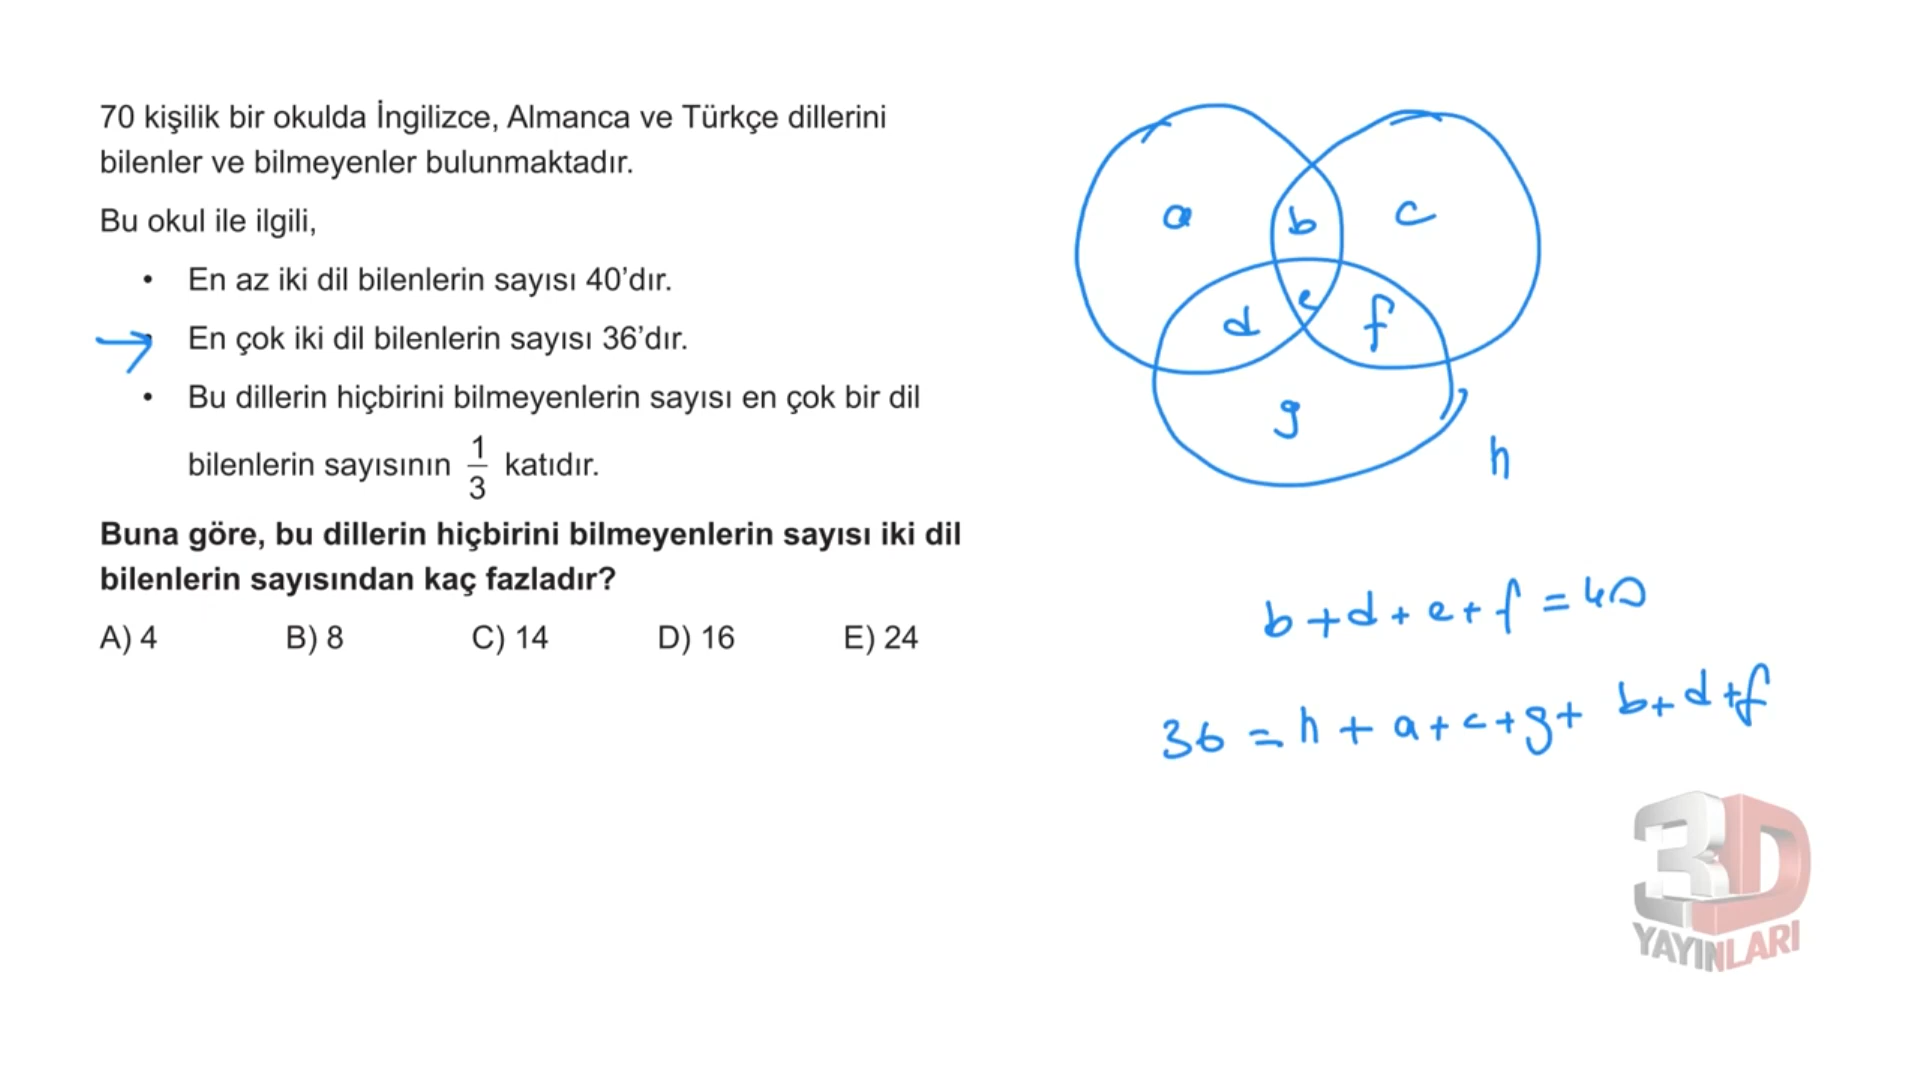 70 kişilik bir okulda İngilizce, Almanca ve Türkçe dillerini
bilenler ve bilmeyenler bulunmaktadır.
Bu okul ile ilgili,
• En az iki dil bilenlerin sayısı 40’dır.
En çok iki dil bilenlerin sayısı 36’dır.
• Bu dillerin hiçbirini bilmeyenlerin sayısı en çok bir dil
bilenlerin sayısının 1/3 katıdır.
Buna göre, bu dillerin hiçbirini bilmeyenlerin sayısı iki dil
bilenlerin sayısından kaç fazladır?
A) 4 B) 8 C) 14 D) 16 E) 24
a b c
d e f
g
h
b+d+e+f=40
36=h+a+c+g+b+d+f
3D
YAYINLARI